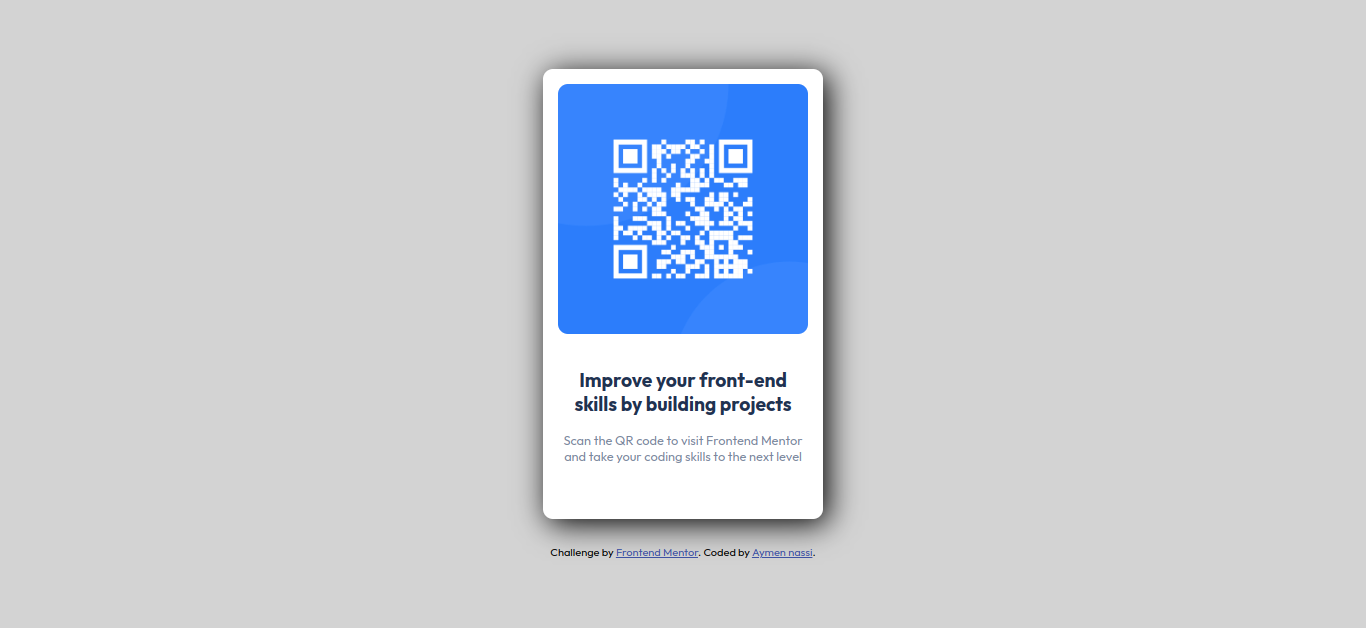 Improve your front-end
skills by building projects
Scan the QR code to visit Frontend Mentor
and take your coding skills to the next level
Challenge by Frontend Mentor. Coded by Aymen nassi.